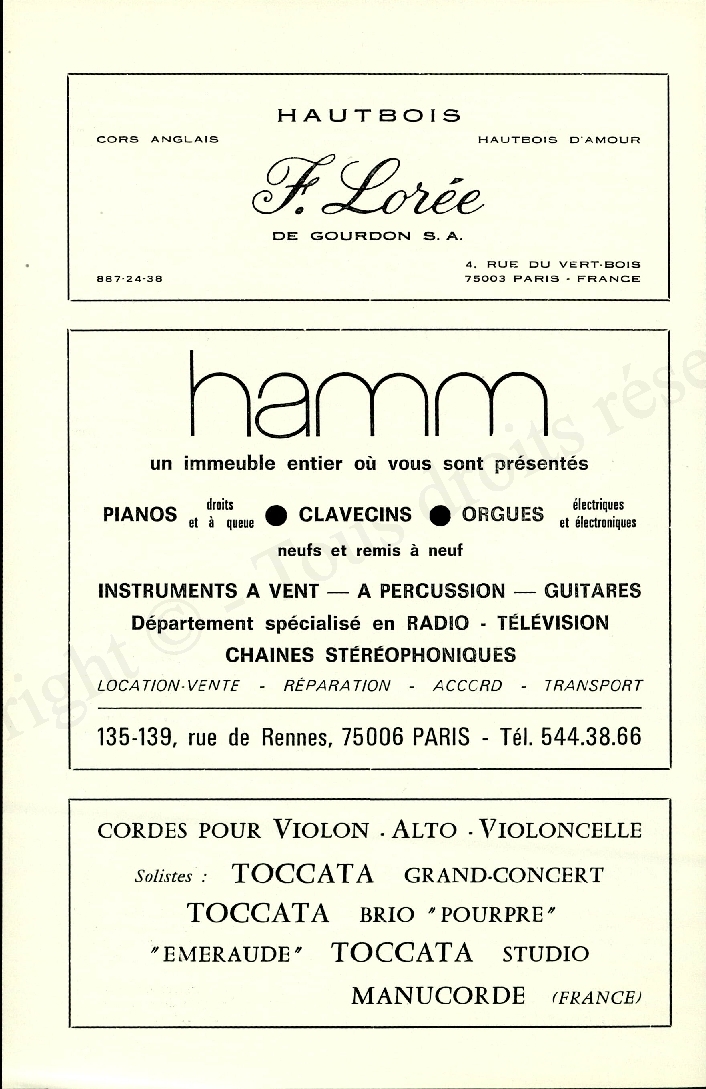 HAUTBOIS
CORS ANGLAIS HAUTBOIS D'AMOUR
F. Lorée
DE GOURDON S. A.
4, RUE DU VERT-BOIS
887-24-38 75003 PARIS - FRANCE
hamm
un immeuble entier où vous sont présentés
PIANOS droits et à queue ● CLAVECINS ● ORGUES électriques et électroniques
neufs et remis à neuf
INSTRUMENTS A VENT — A PERCUSSION — GUITARES
Département spécialisé en RADIO - TÉLÉVISION
CHAINES STÉRÉOPHONIQUES
LOCATION-VENTE - RÉPARATION - ACCCRD - TRANSPORT
135-139, rue de Rennes, 75006 PARIS - Tél. 544.38.66
CORDES POUR VIOLON . ALTO . VIOLONCELLE
Solistes : TOCCATA GRAND-CONCERT
TOCCATA BRIO "POURPRE"
"EMERAUDE" TOCCATA STUDIO
MANUCORDE (FRANCE)
right © - Tous droits rése